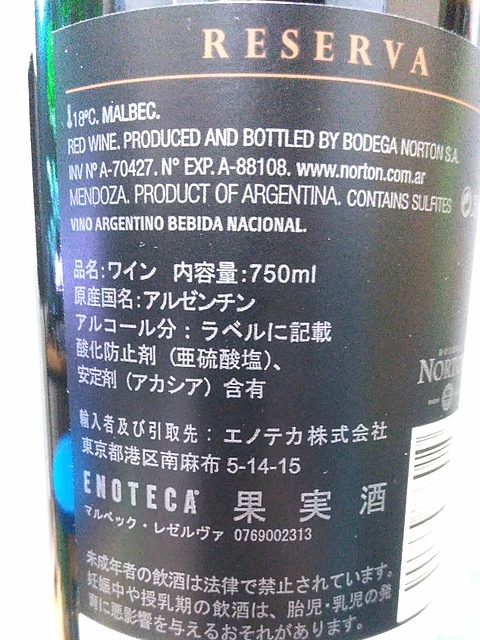 RESERVA
18°C. MALBEC.
RED WINE. PRODUCED AND BOTTLED BY BODEGA NORTON S.A.
INV Nº A-70427. Nº EXP. A-88108. www.norton.com.ar
MENDOZA. PRODUCT OF ARGENTINA. CONTAINS SULFITES
VINO ARGENTINO BEBIDA NACIONAL.
品名:ワイン 内容量:750ml
原産国名:アルゼンチン
アルコール分:ラベルに記載
酸化防止剤(亜硫酸塩)、
安定剤(アカシア)含有
NORT
輸入者及び引取先:エノテカ株式会社
東京都港区南麻布 5-14-15
ENOTECA 果実酒
マルベック・レゼルヴァ 0769002313
未成年者の飲酒は法律で禁止されています。
妊娠中や授乳期の飲酒は、胎児・乳児の発
育に悪影響を与えるおそれがあります。